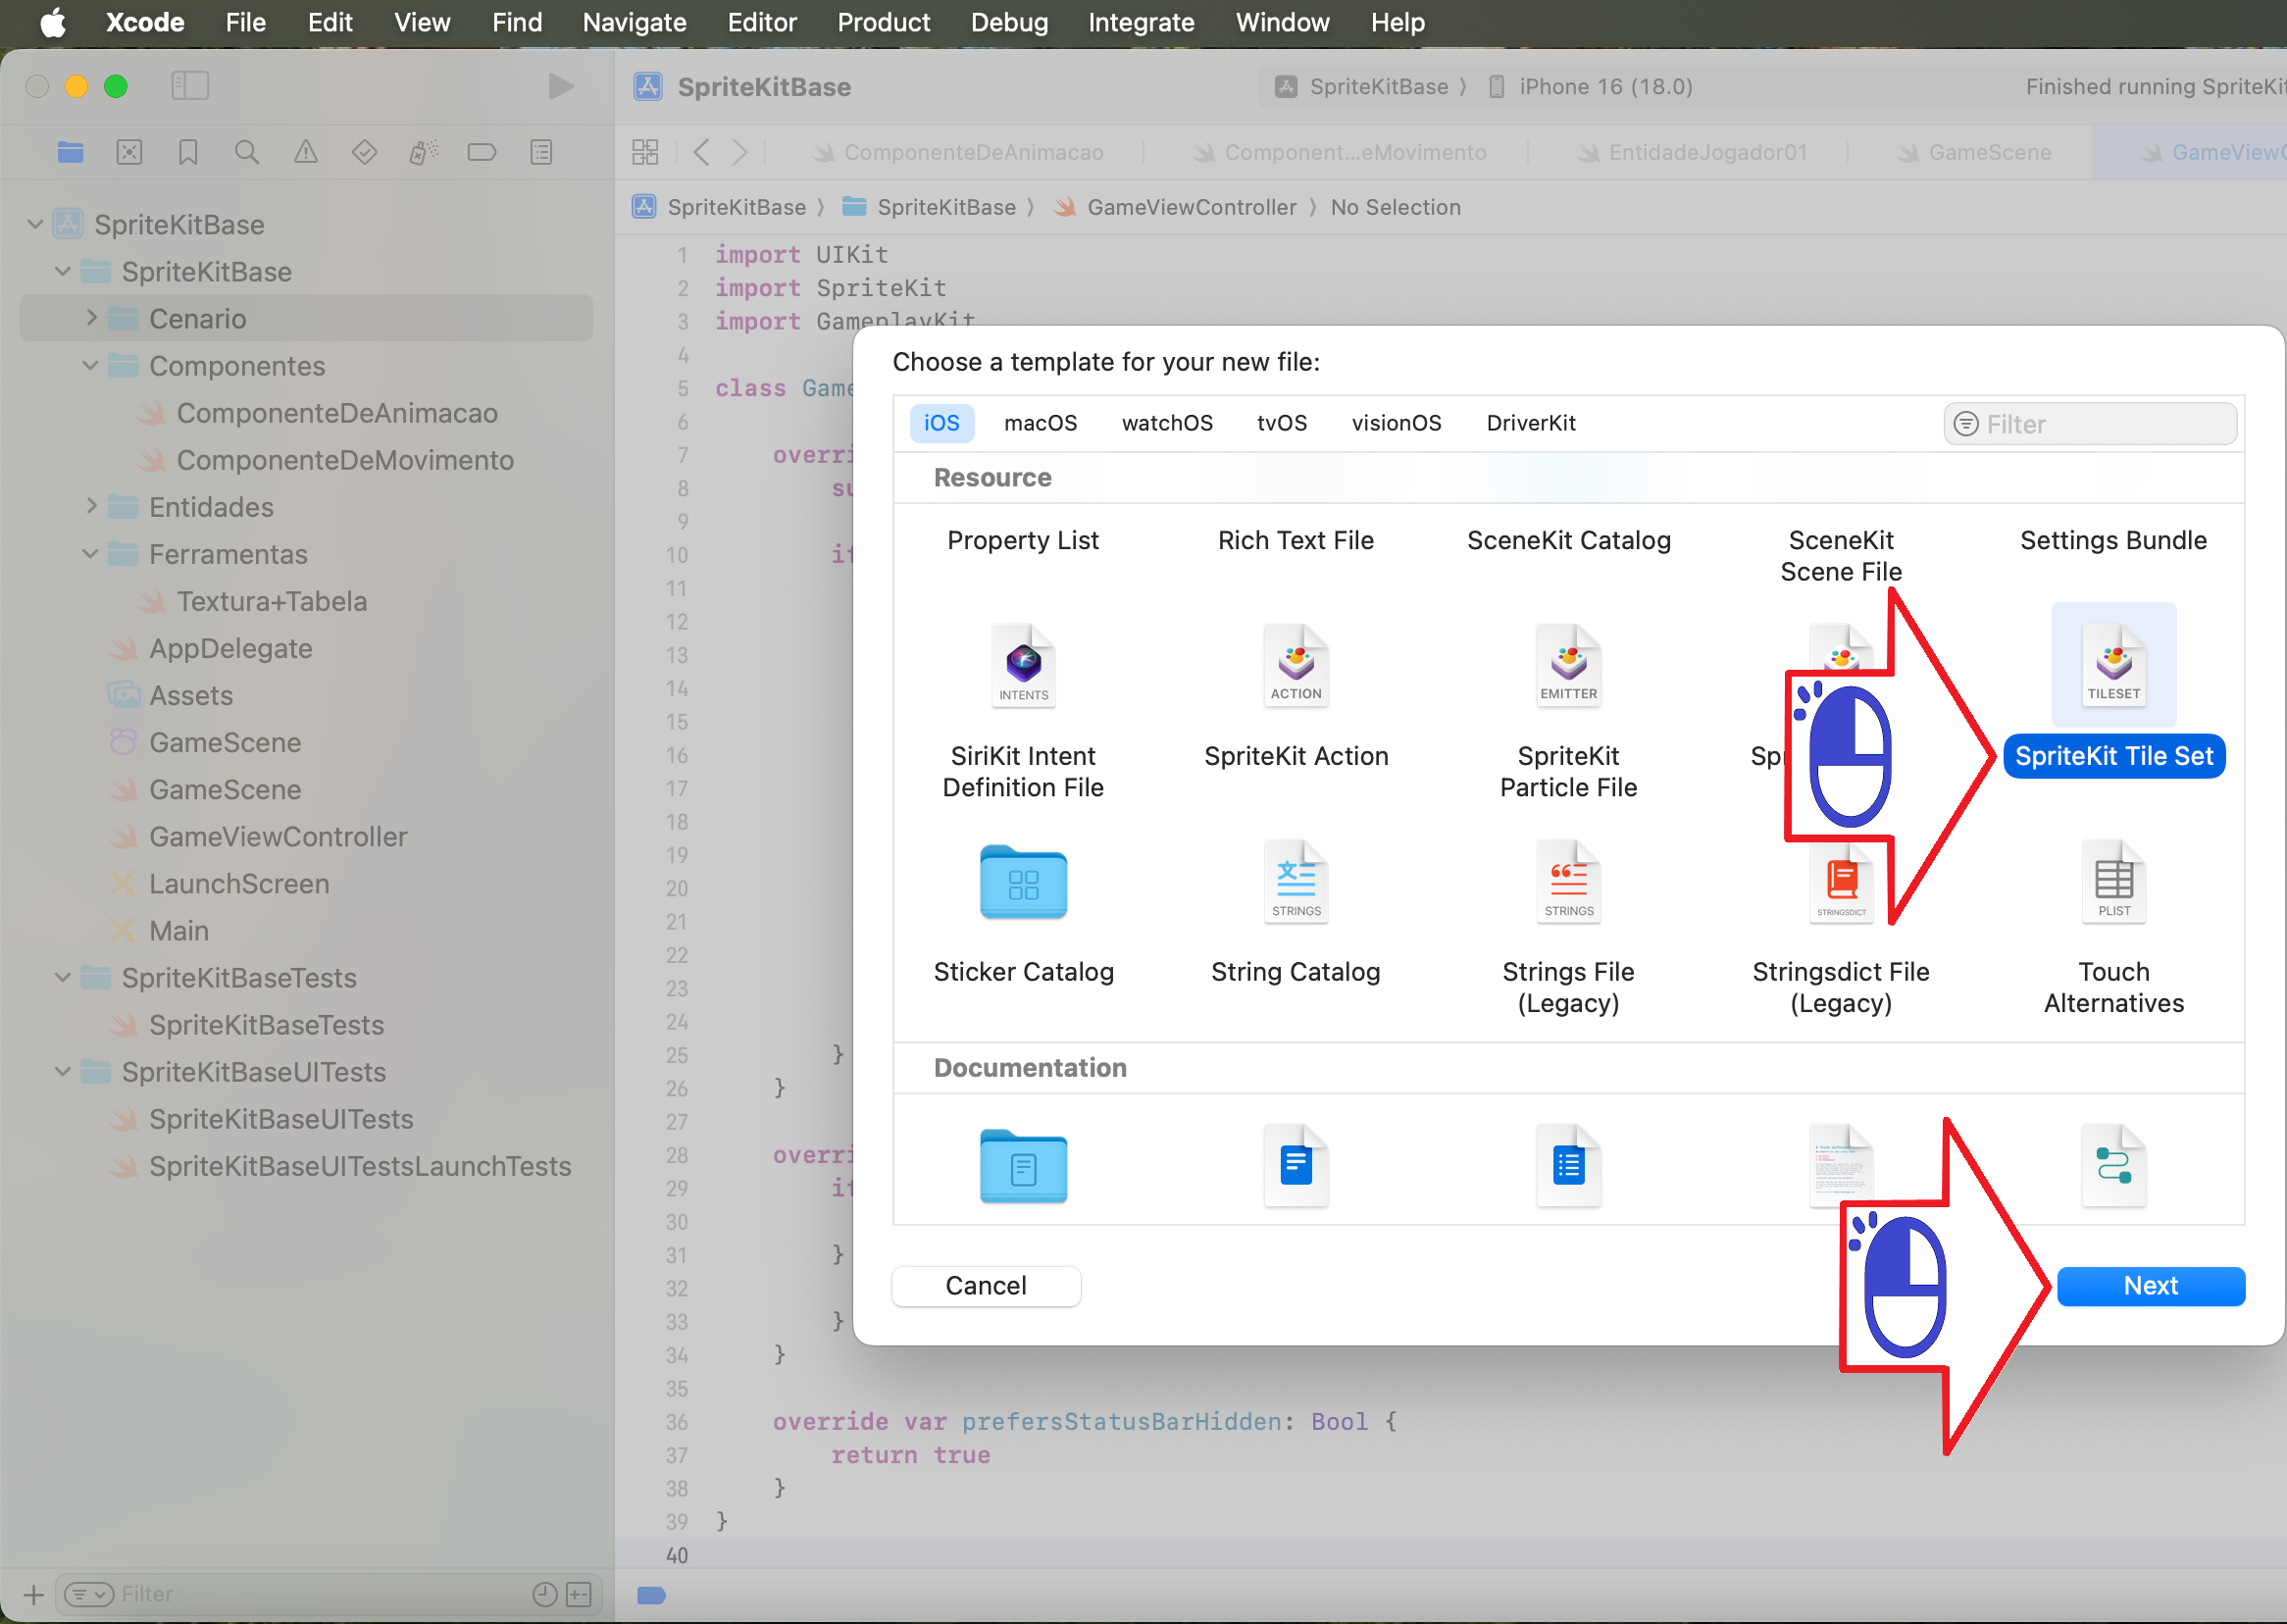 Xcode File Edit View Find Navigate Editor Product Debug Integrate Window Help
SpriteKitBase
SpriteKitBase 〉 iPhone 16 (18.0)
Finished running SpriteKit
ComponenteDeAnimacao
Component...eMovimento
EntidadeJogador01
GameScene
SpriteKitBase 〉 SpriteKitBase 〉 GameViewController 〉 No Selection
SpriteKitBase
SpriteKitBase
Cenario
Componentes
ComponenteDeAnimacao
ComponenteDeMovimento
Entidades
Ferramentas
Textura+Tabela
AppDelegate
Assets
GameScene
GameScene
GameViewController
LaunchScreen
Main
SpriteKitBaseTests
SpriteKitBaseTests
SpriteKitBaseUITests
SpriteKitBaseUITests
SpriteKitBaseUITestsLaunchTests
Filter
1 import UIKit
2 import SpriteKit
3 import GameplayKit
4
5 class Game
6
7 overri
8 su
9
10 if
11
12
13
14
15
16
17
18
19
20
21
22
23
24
25 }
26 }
27
28 overri
29 if
30
31 }
32
33 }
34 }
35
36 override var prefersStatusBarHidden: Bool {
37 return true
38 }
39 }
40
Choose a template for your new file:
iOS macOS watchOS tvOS visionOS DriverKit
Filter
Resource
Property List
Rich Text File
SceneKit Catalog
SceneKit
Scene File
Settings Bundle
INTENTS
SiriKit Intent
Definition File
ACTION
SpriteKit Action
EMITTER
SpriteKit
Particle File
TILESET
SpriteKit Tile Set
Sticker Catalog
STRINGS
String Catalog
STRINGS
Strings File
(Legacy)
STRINGSDICT
Stringsdict File
(Legacy)
PLIST
Touch
Alternatives
Documentation
Cancel
Next